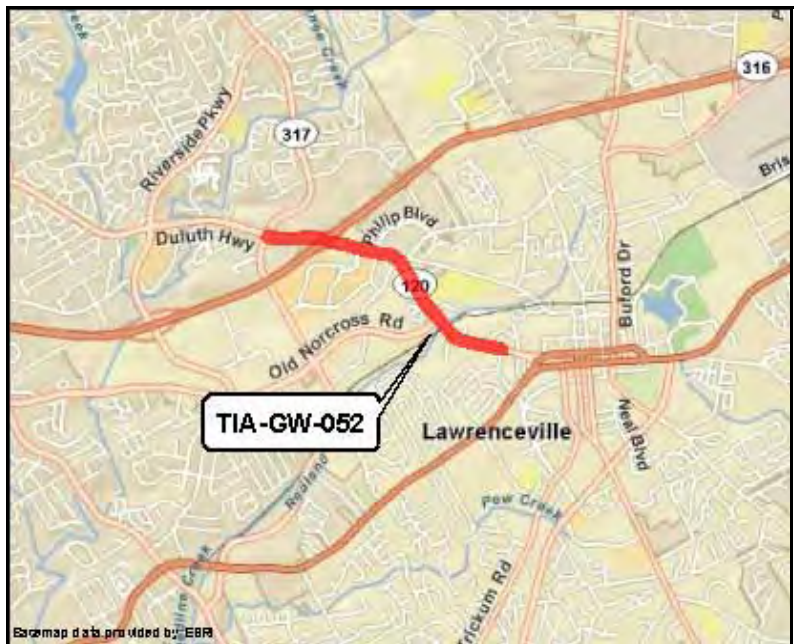 316
Riverside Pkwy
317
Philip Blvd
Duluth Hwy
120
Buford Dr
Old Norcross Rd
TIA-GW-052
Lawrenceville
Neal Blvd
Pew Creek
Basemap data provided by ESRI